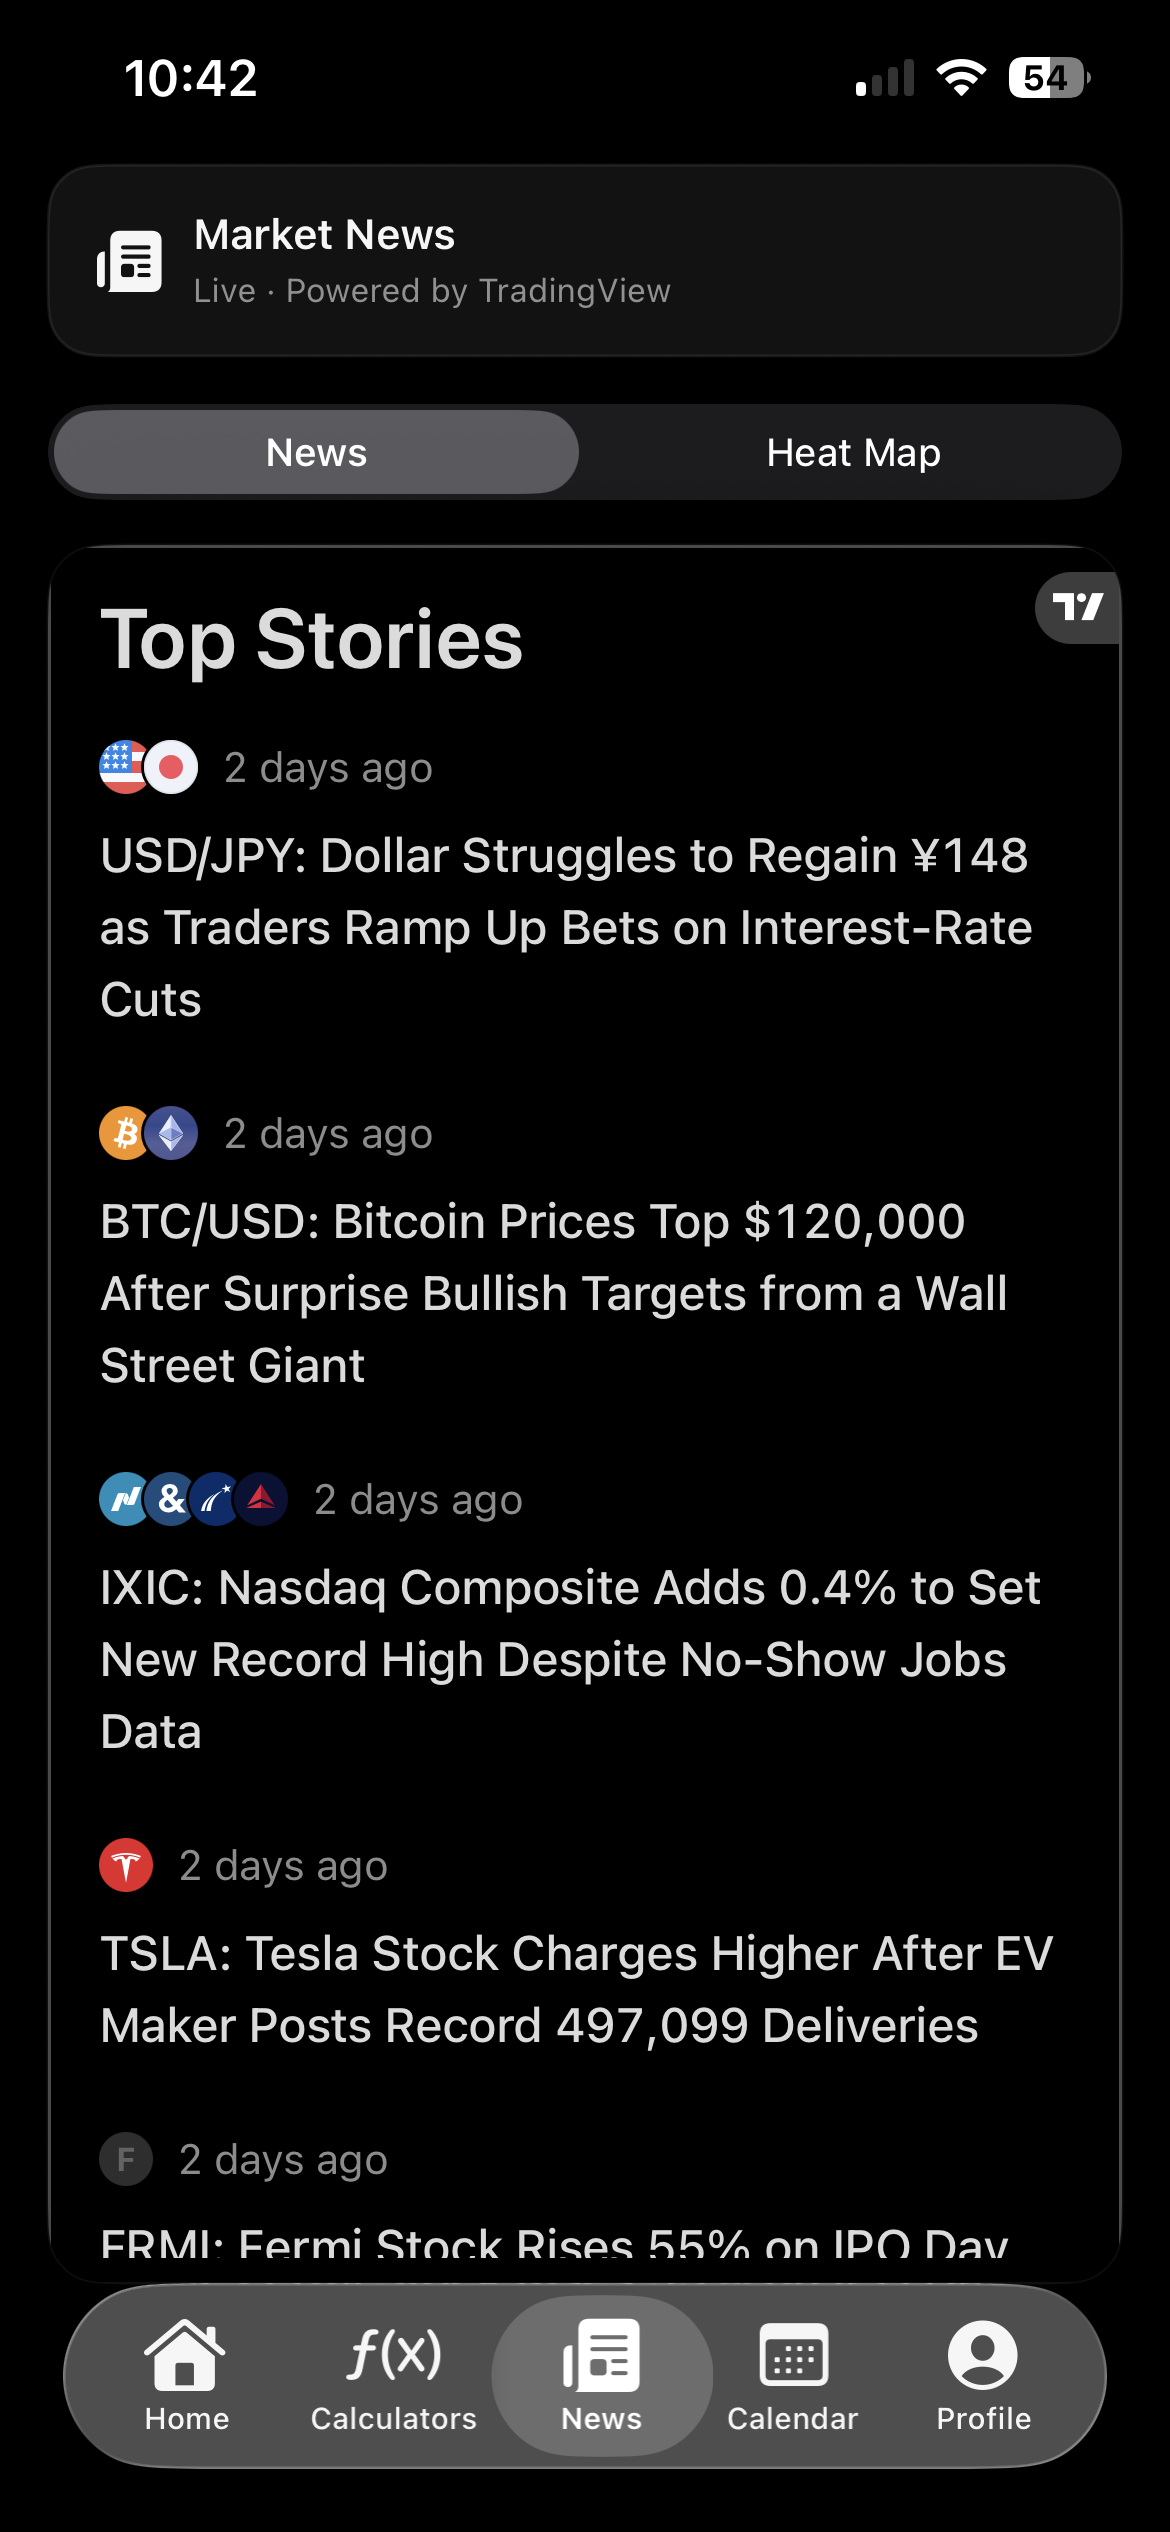 10:42
54
Market News
Live · Powered by TradingView
News
Heat Map
Top Stories
2 days ago
USD/JPY: Dollar Struggles to Regain ¥148
as Traders Ramp Up Bets on Interest-Rate
Cuts
2 days ago
BTC/USD: Bitcoin Prices Top $120,000
After Surprise Bullish Targets from a Wall
Street Giant
& 2 days ago
IXIC: Nasdaq Composite Adds 0.4% to Set
New Record High Despite No-Show Jobs
Data
2 days ago
TSLA: Tesla Stock Charges Higher After EV
Maker Posts Record 497,099 Deliveries
F 2 days ago
FRMI: Fermi Stock Rises 55% on IPO Day
f(x)
Home
Calculators
News
Calendar
Profile